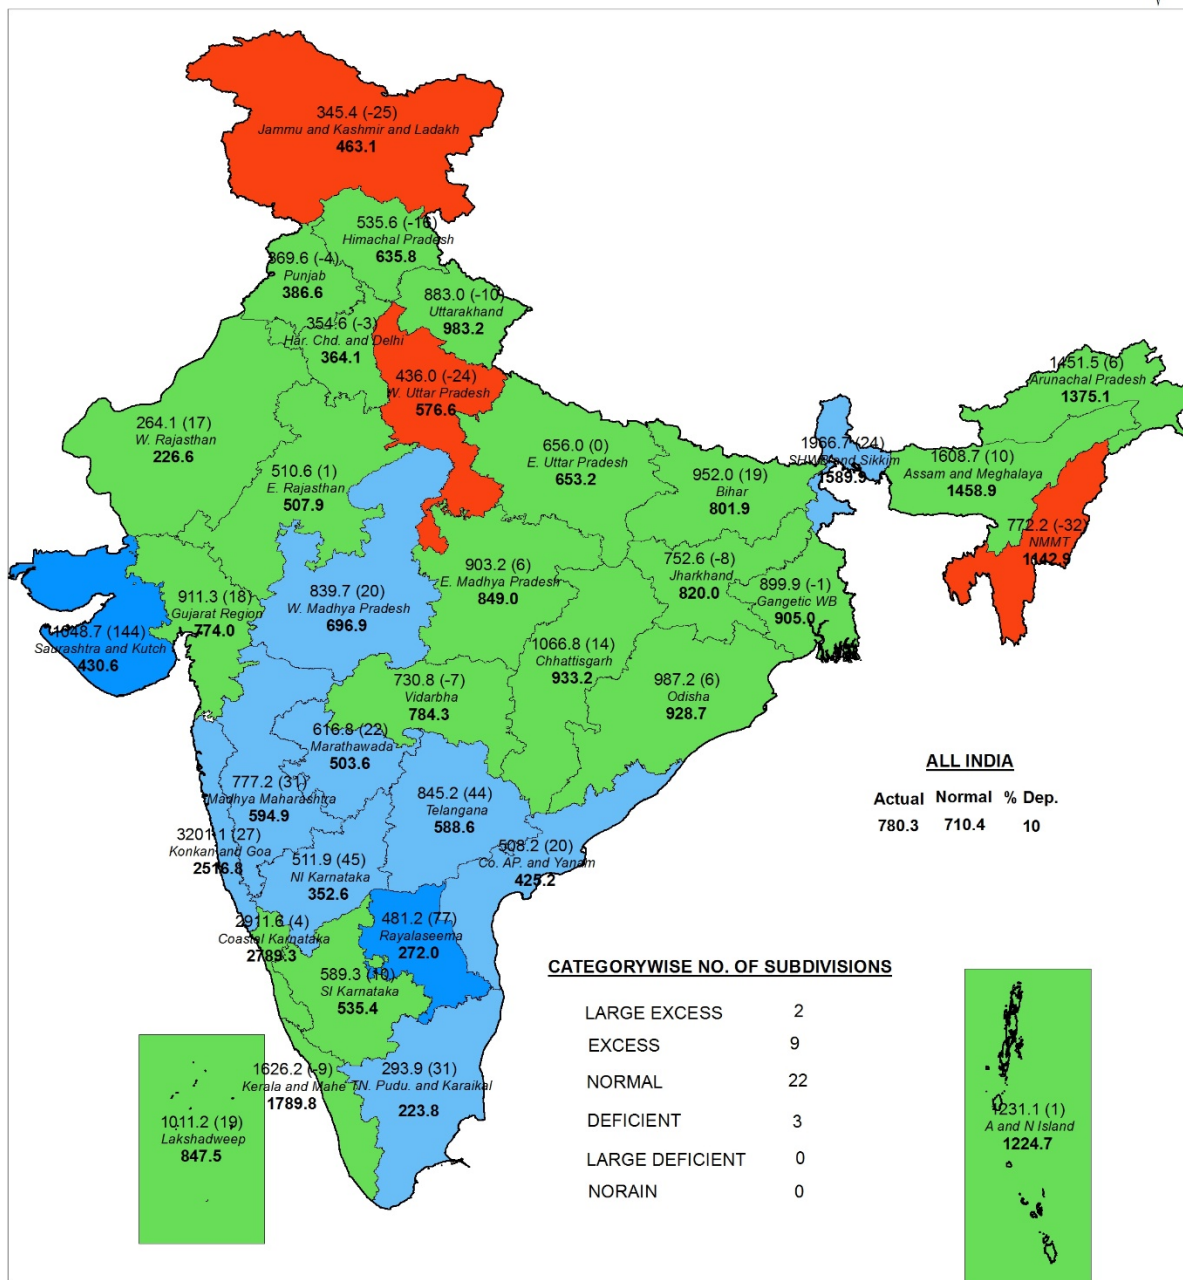 345.4 (-25)
Jammu and Kashmir and Ladakh
463.1
535.6 (-16)
Himachal Pradesh
635.8
369.6 (-4)
Punjab
386.6
883.0 (-10)
Uttarakhand
983.2
354.6 (-3)
Har. Chd. and Delhi
364.1
436.0 (-24)
W. Uttar Pradesh
576.6
1451.5 (6)
Arunachal Pradesh
1375.1
264.1 (17)
W. Rajasthan
226.6
656.0 (0)
E. Uttar Pradesh
653.2
1966.7 (24)
SHWB and Sikkim
1589.9
1608.7 (10)
Assam and Meghalaya
1458.9
510.6 (1)
E. Rajasthan
507.9
952.0 (19)
Bihar
801.9
772.2 (-32)
NMMT
1142.9
903.2 (6)
E. Madhya Pradesh
849.0
752.6 (-8)
Jharkhand
820.0
899.9 (-1)
Gangetic WB
905.0
911.3 (18)
Gujarat Region
774.0
839.7 (20)
W. Madhya Pradesh
696.9
1048.7 (144)
Saurashtra and Kutch
430.6
1066.8 (14)
Chhattisgarh
933.2
730.8 (-7)
Vidarbha
784.3
987.2 (6)
Odisha
928.7
616.8 (22)
Marathawada
503.6
777.2 (31)
Madhya Maharashtra
594.9
845.2 (44)
Telangana
588.6
ALL INDIA
Actual Normal % Dep.
780.3 710.4 10
3201.1 (27)
Konkan and Goa
2516.8
511.9 (45)
NI Karnataka
352.6
508.2 (20)
Co. AP. and Yanam
425.2
2911.6 (4)
Coastal Karnataka
2789.3
481.2 (77)
Rayalaseema
272.0
589.3 (10)
SI Karnataka
535.4
CATEGORYWISE NO. OF SUBDIVISIONS
LARGE EXCESS 2
EXCESS 9
NORMAL 22
DEFICIENT 3
LARGE DEFICIENT 0
NORAIN 0
1626.2 (-9)
Kerala and Mahe
1789.8
293.9 (31)
TN. Pudu. and Karaikal
223.8
1011.2 (19)
Lakshadweep
847.5
1231.1 (1)
A and N Island
1224.7